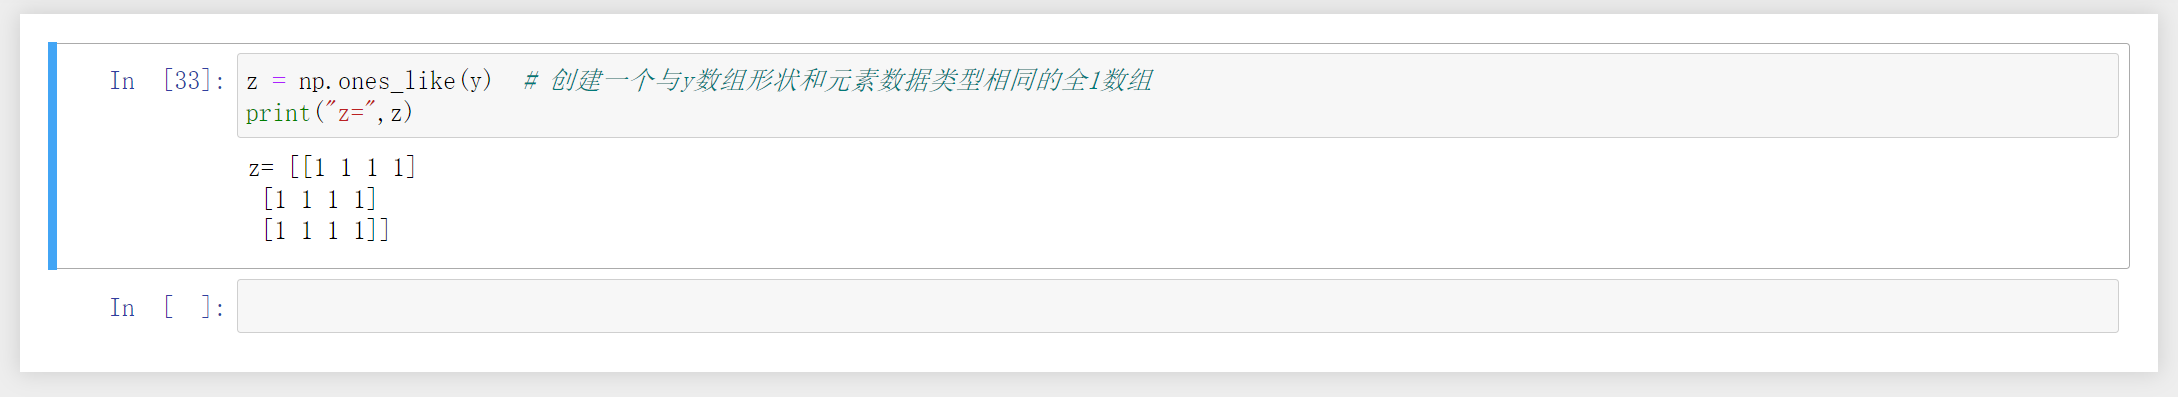 In [33]: z = np.ones_like(y)  # 创建一个与y数组形状和元素数据类型相同的全1数组
print("z=",z)
z= [[1 1 1 1]
 [1 1 1 1]
 [1 1 1 1]]
In [ ]: